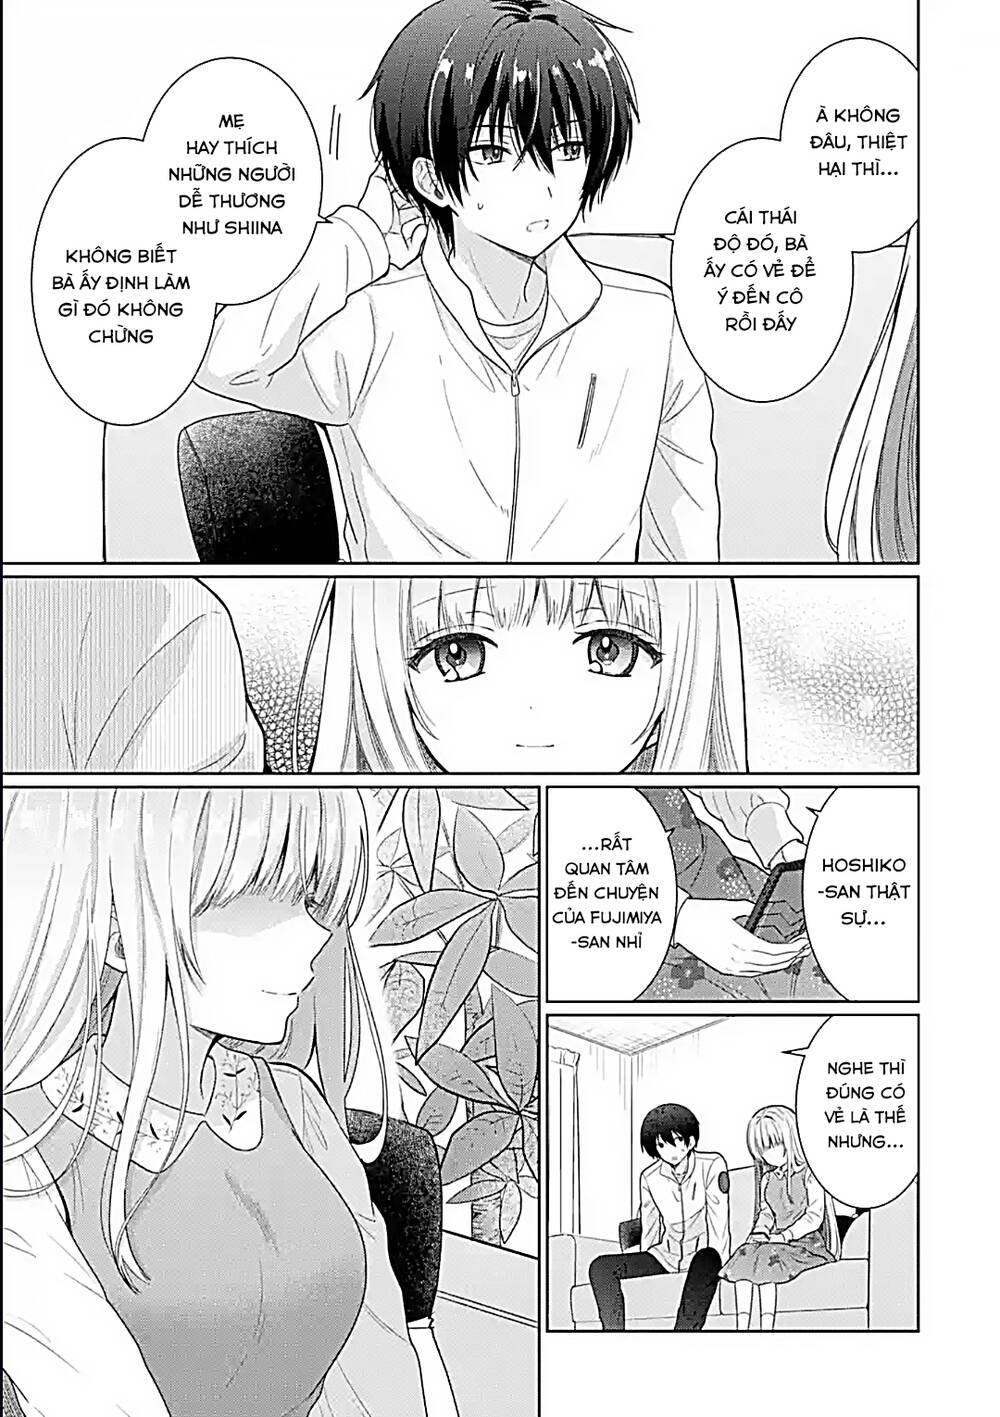 À KHÔNG
ĐÂU, THIỆT
HẠI THÌ...
CÁI THÁI
ĐỘ ĐÓ, BÀ
ẤY CÓ VẺ ĐỂ
Ý ĐẾN CÔ
RỒI ĐẤY
MẸ
HAY THÍCH
NHỮNG NGƯỜI
DỄ THƯƠNG
NHƯ SHIINA
KHÔNG BIẾT
BÀ ẤY ĐỊNH LÀM
GÌ ĐÓ KHÔNG
CHỪNG
HOSHIKO
-SAN THẬT
SỰ...
...RẤT
QUAN TÂM
ĐẾN CHUYỆN
CỦA FUJIMIYA
-SAN NHỈ
NGHE THÌ
ĐÚNG CÓ
VẺ LÀ THẾ
NHƯNG...